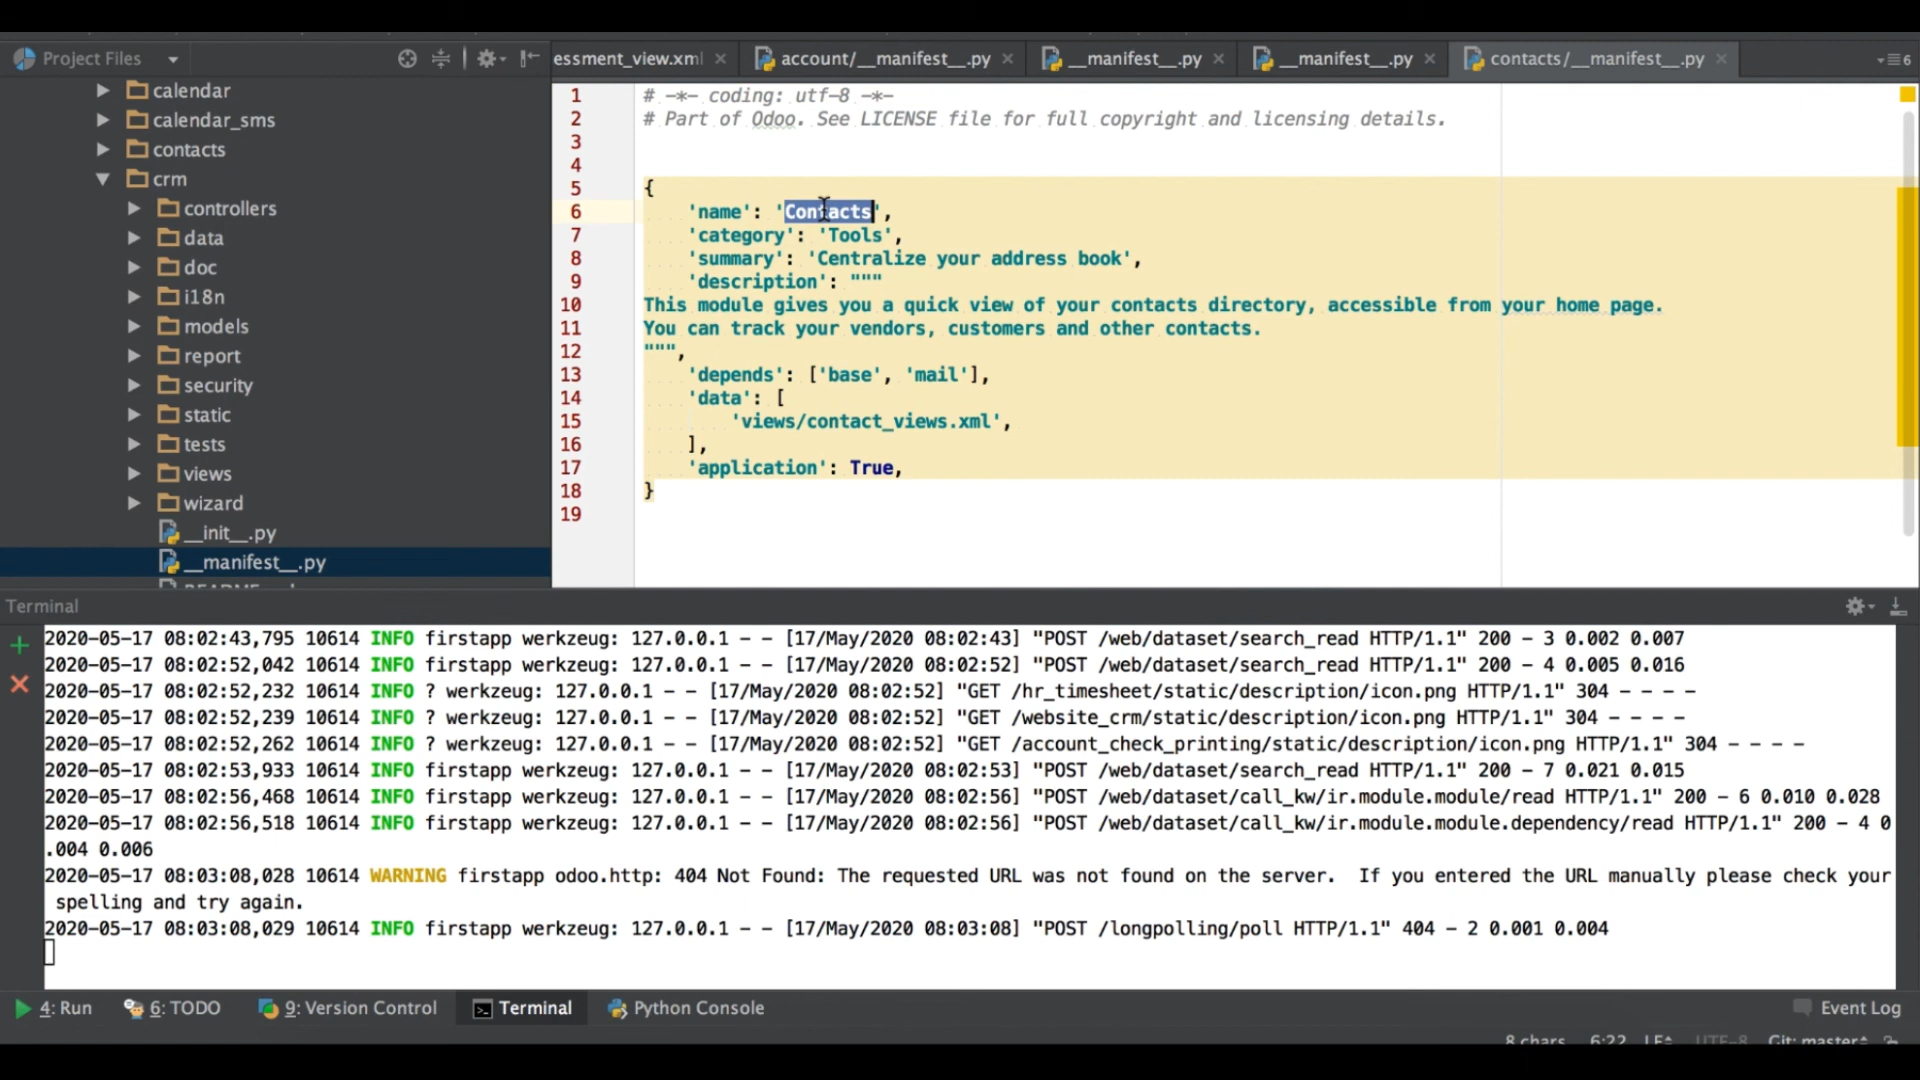 Project Files
essment_view.xml
account/__manifest__.py
__manifest__.py
__manifest__.py
contacts/__manifest__.py
6
calendar
calendar_sms
contacts
crm
controllers
data
doc
i18n
models
report
security
static
tests
views
wizard
__init__.py
__manifest__.py
1 # -*- coding: utf-8 -*-
2 # Part of Odoo. See LICENSE file for full copyright and licensing details.
3
4
5 {
6 'name': 'Contacts',
7 'category': 'Tools',
8 'summary': 'Centralize your address book',
9 'description': """
10 This module gives you a quick view of your contacts directory, accessible from your home page.
11 You can track your vendors, customers and other contacts.
12 """,
13 'depends': ['base', 'mail'],
14 'data': [
15 'views/contact_views.xml',
16 ],
17 'application': True,
18 }
19
Terminal
2020-05-17 08:02:43,795 10614 INFO firstapp werkzeug: 127.0.0.1 - - [17/May/2020 08:02:43] "POST /web/dataset/search_read HTTP/1.1" 200 - 3 0.002 0.007
2020-05-17 08:02:52,042 10614 INFO firstapp werkzeug: 127.0.0.1 - - [17/May/2020 08:02:52] "POST /web/dataset/search_read HTTP/1.1" 200 - 4 0.005 0.016
2020-05-17 08:02:52,232 10614 INFO ? werkzeug: 127.0.0.1 - - [17/May/2020 08:02:52] "GET /hr_timesheet/static/description/icon.png HTTP/1.1" 304 - - - -
2020-05-17 08:02:52,239 10614 INFO ? werkzeug: 127.0.0.1 - - [17/May/2020 08:02:52] "GET /website_crm/static/description/icon.png HTTP/1.1" 304 - - - -
2020-05-17 08:02:52,262 10614 INFO ? werkzeug: 127.0.0.1 - - [17/May/2020 08:02:52] "GET /account_check_printing/static/description/icon.png HTTP/1.1" 304 - - - -
2020-05-17 08:02:53,933 10614 INFO firstapp werkzeug: 127.0.0.1 - - [17/May/2020 08:02:53] "POST /web/dataset/search_read HTTP/1.1" 200 - 7 0.021 0.015
2020-05-17 08:02:56,468 10614 INFO firstapp werkzeug: 127.0.0.1 - - [17/May/2020 08:02:56] "POST /web/dataset/call_kw/ir.module.module/read HTTP/1.1" 200 - 6 0.010 0.028
2020-05-17 08:02:56,518 10614 INFO firstapp werkzeug: 127.0.0.1 - - [17/May/2020 08:02:56] "POST /web/dataset/call_kw/ir.module.module.dependency/read HTTP/1.1" 200 - 4 0
.004 0.006
2020-05-17 08:03:08,028 10614 WARNING firstapp odoo.http: 404 Not Found: The requested URL was not found on the server. If you entered the URL manually please check your
spelling and try again.
2020-05-17 08:03:08,029 10614 INFO firstapp werkzeug: 127.0.0.1 - - [17/May/2020 08:03:08] "POST /longpolling/poll HTTP/1.1" 404 - 2 0.001 0.004
4: Run
6: TODO
9: Version Control
Terminal
Python Console
Event Log
8 chars 6:22 LF UTF-8 Git: master